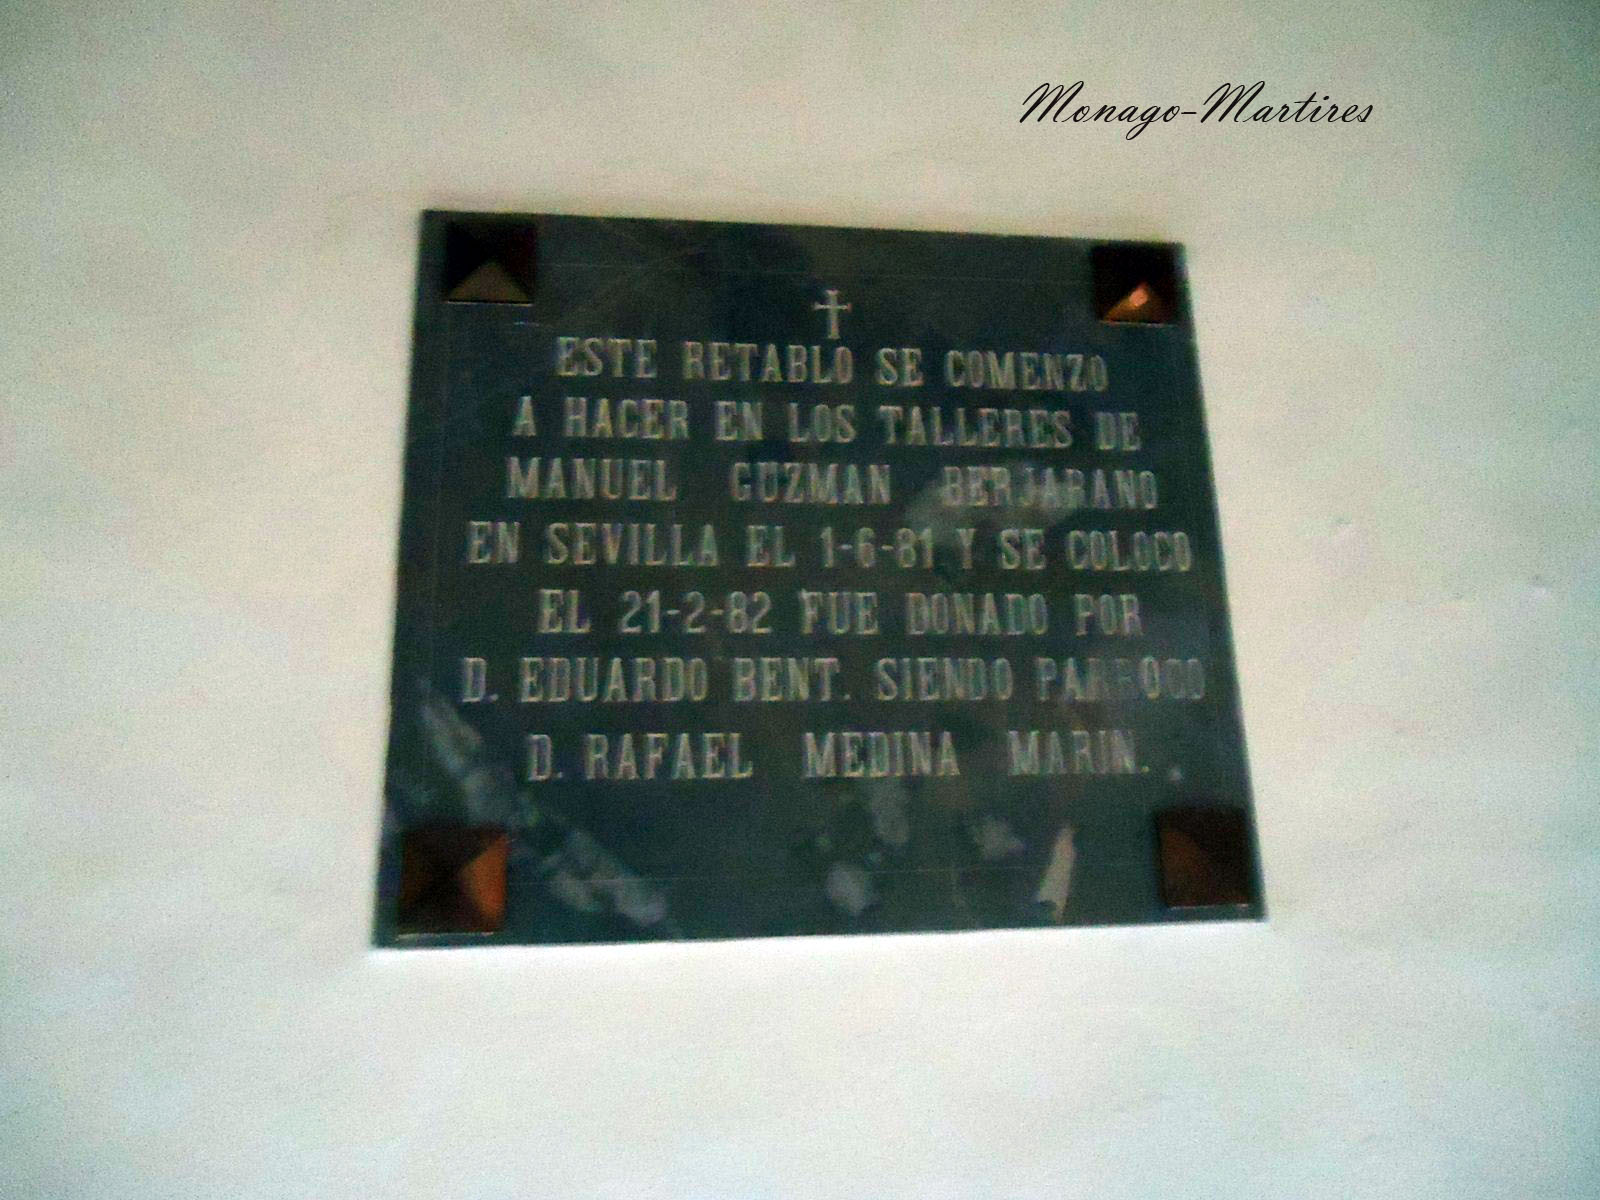 Monago-Martires
ESTE RETABLO SE COMENZO
A HACER EN LOS TALLERES DE
MANUEL GUZMAN BERJARANO
EN SEVILLA EL 1-6-81 Y SE COLOCO
EL 21-2-82 FUE DONADO POR
D. EDUARDO BENT. SIENDO PARROCO
D. RAFAEL MEDINA MARIN.